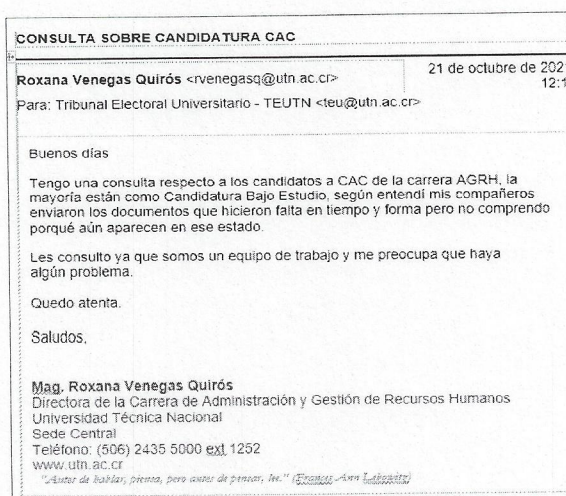 CONSULTA SOBRE CANDIDATURA CAC
Roxana Venegas Quirós <rvenegasq@utn.ac.cr>
21 de octubre de 202
12:1
Para: Tribunal Electoral Universitario - TEUTN <teu@utn.ac.cr>
Buenos días
Tengo una consulta respecto a los candidatos a CAC de la carrera AGRH, la
mayoría están como Candidatura Bajo Estudio, según entendí mis compañeros
enviaron los documentos que hicieron falta en tiempo y forma pero no comprendo
porqué aún aparecen en ese estado.
Les consulto ya que somos un equipo de trabajo y me preocupa que haya
algún problema.
Quedo atenta.
Saludos,
Mag. Roxana Venegas Quirós
Directora de la Carrera de Administración y Gestión de Recursos Humanos
Universidad Técnica Nacional
Sede Central
Teléfono: (506) 2435 5000 ext 1252
www.utn.ac.cr
"Antes de hablar, piensa, pero antes de pensar, lee." (Frances Ann Lebowitz)